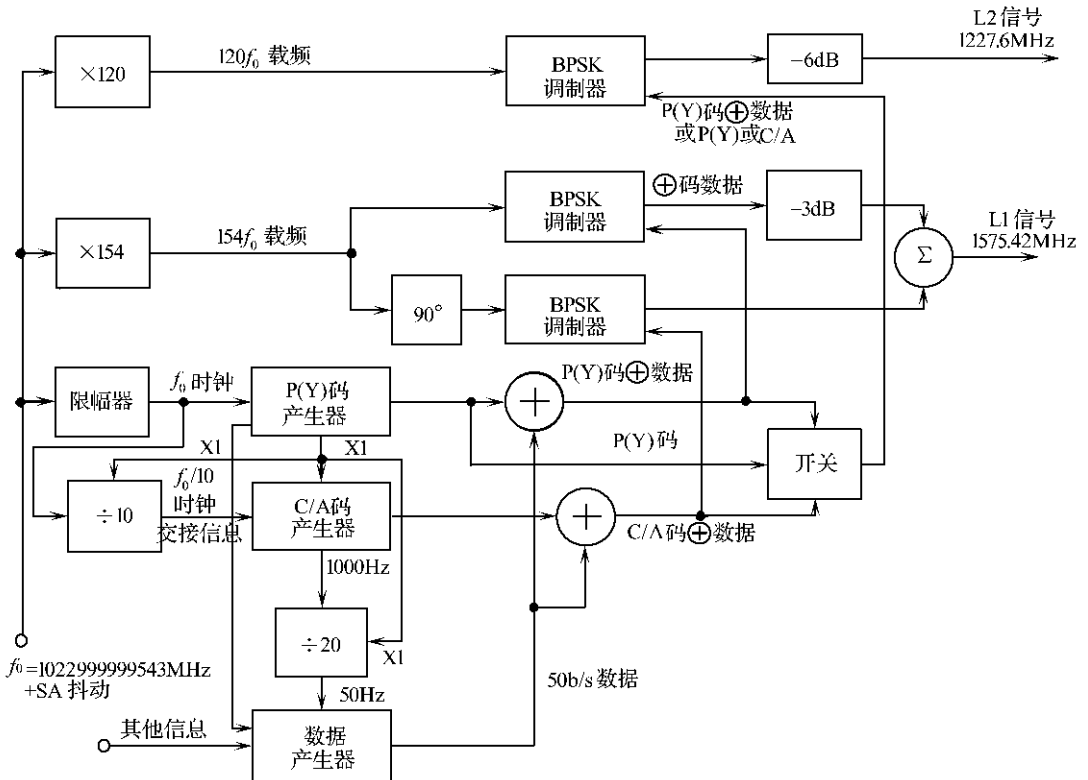 L2 信号
1227.6MHz
×120
120f₀ 载频
BPSK
调制器
−6dB
P(Y)码⊕数据
或P(Y)或C/A
BPSK
调制器
⊕码数据
−3dB
L1 信号
1575.42MHz
×154
154f₀ 载频
Σ
90°
BPSK
调制器
限幅器
f₀ 时钟
P(Y)码
产生器
P(Y)码⊕数据
X1
X1
P(Y)码
开关
÷10
f₀/10
时钟
交接信息
C/A码
产生器
C/A码⊕数据
1000Hz
÷20
X1
f₀=1022999999543MHz
+SA 抖动
50Hz
50b/s 数据
其他信息
数据
产生器